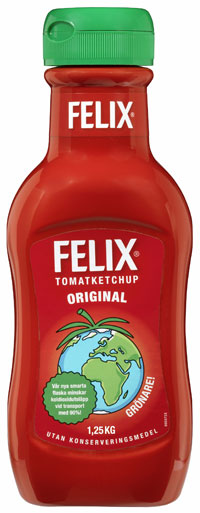 FELIX®
FELIX®
TOMATKETCHUP
ORIGINAL
Vår nya smarta
flaska minskar
koldioxidutsläpp
vid transport
med 90%!
GRÖNARE!
1,25 KG
UTAN KONSERVERINGSMEDEL